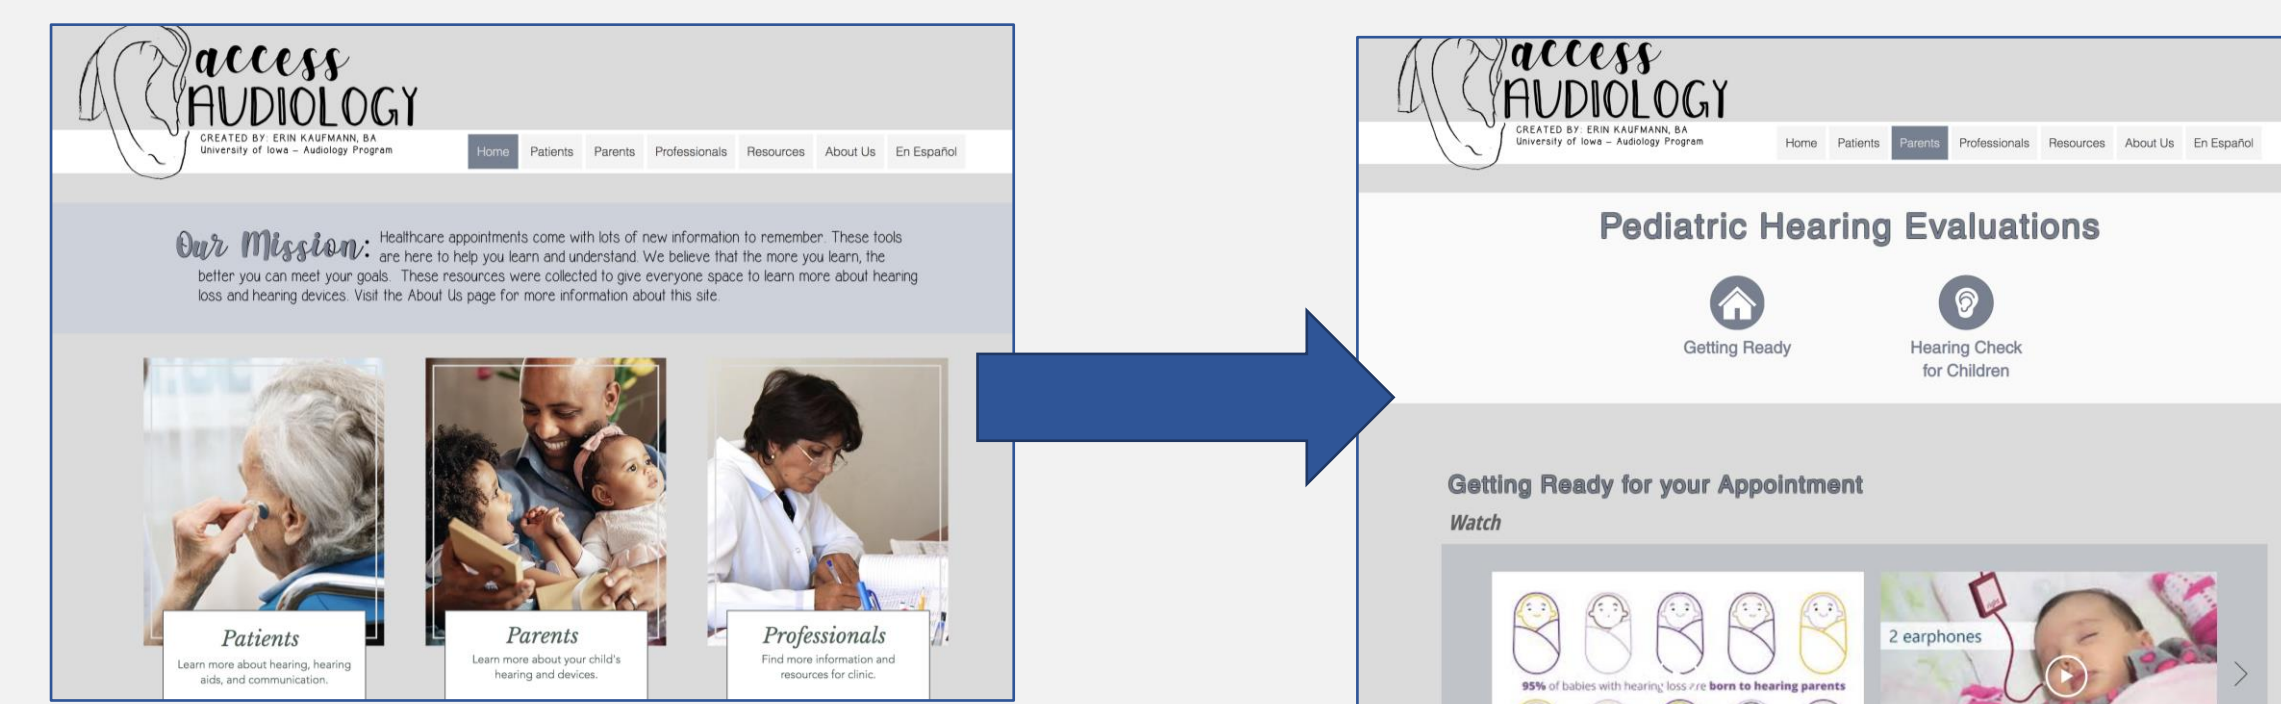 access
AUDIOLOGY
CREATED BY: ERIN KAUFMANN, BA
University of Iowa – Audiology Program
Home Patients Parents Professionals Resources About Us En Español
Our Mission: Healthcare appointments come with lots of new information to remember. These tools
are here to help you learn and understand. We believe that the more you learn, the
better you can meet your goals. These resources were collected to give everyone space to learn more about hearing
loss and hearing devices. Visit the About Us page for more information about this site.
Patients
Learn more about hearing, hearing
aids, and communication.
Parents
Learn more about your child's
hearing and devices.
Professionals
Find more information and
resources for clinic.
access
AUDIOLOGY
CREATED BY: ERIN KAUFMANN, BA
University of Iowa – Audiology Program
Home Patients Parents Professionals Resources About Us En Español
Pediatric Hearing Evaluations
Getting Ready
Hearing Check
for Children
Getting Ready for your Appointment
Watch
95% of babies with hearing loss are born to hearing parents
2 earphones
right